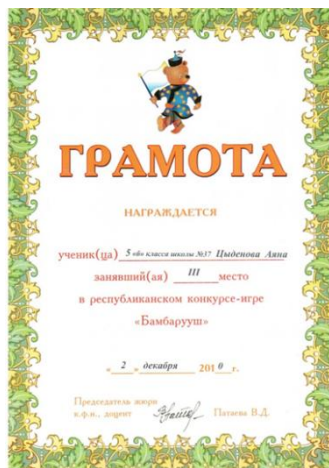 ГРАМОТА
НАГРАЖДАЕТСЯ
ученик(ца) 5 «б» класса школы №37 Цыденова Аяна
занявший(ая) III место
в республиканском конкурсе-игре
«Бамбарууш»
« 2 » декабря 2010 г.
Председатель жюри
к.ф.н., доцент Патаева В.Д.